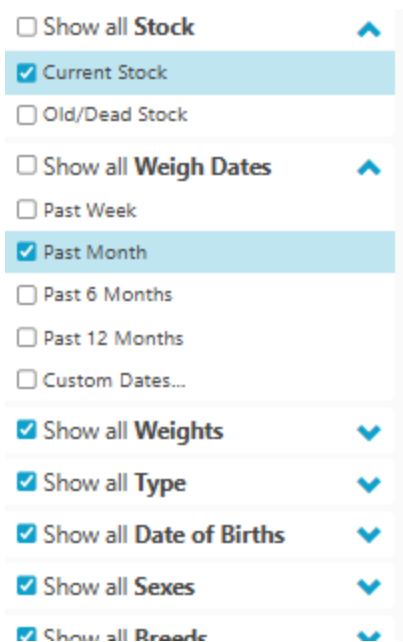 Show all Stock
Current Stock
Old/Dead Stock
Show all Weigh Dates
Past Week
Past Month
Past 6 Months
Past 12 Months
Custom Dates...
Show all Weights
Show all Type
Show all Date of Births
Show all Sexes
Show all Breeds